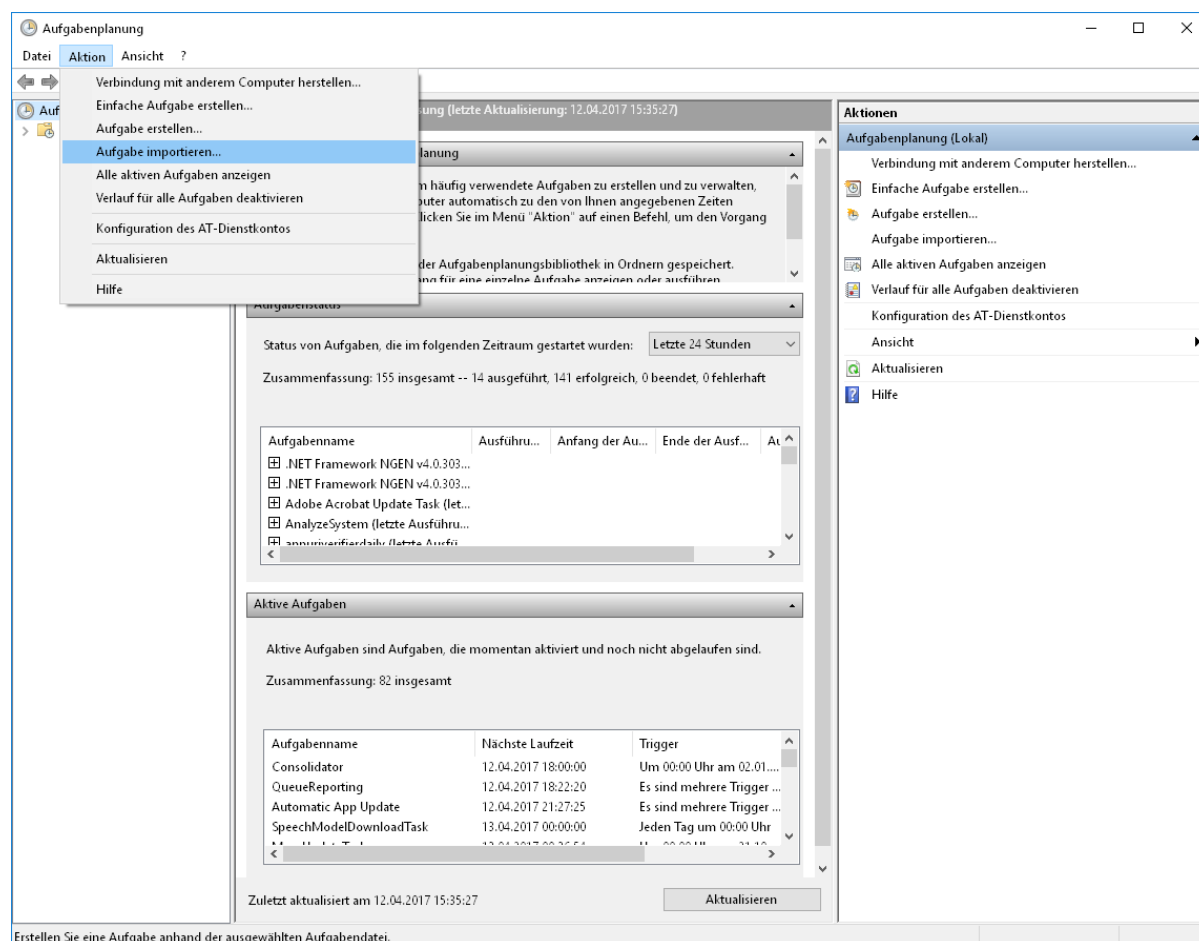 Aufgabenplanung
Datei Aktion Ansicht ?
Verbindung mit anderem Computer herstellen...
Einfache Aufgabe erstellen...
Aufgabe erstellen...
Aufgabe importieren...
Alle aktiven Aufgaben anzeigen
Verlauf für alle Aufgaben deaktivieren
Konfiguration des AT-Dienstkontos
Aktualisieren
Hilfe
(letzte Aktualisierung: 12.04.2017 15:35:27)
häufig verwendete Aufgaben zu erstellen und zu verwalten,
automatisch zu den von Ihnen angegebenen Zeiten
Sie im Menü "Aktion" auf einen Befehl, um den Vorgang
der Aufgabenplanungsbibliothek in Ordnern gespeichert.
für eine einzelne Aufgabe anzeigen oder ausführen
Aufgabenstatus
Status von Aufgaben, die im folgenden Zeitraum gestartet wurden: Letzte 24 Stunden
Zusammenfassung: 155 insgesamt -- 14 ausgeführt, 141 erfolgreich, 0 beendet, 0 fehlerhaft
Aufgabenname Ausführu... Anfang der Au... Ende der Ausf... Au
.NET Framework NGEN v4.0.303...
.NET Framework NGEN v4.0.303...
Adobe Acrobat Update Task (let...
AnalyzeSystem (letzte Ausführu...
appuriverifierdaily (letzte Ausfü
Aktive Aufgaben
Aktive Aufgaben sind Aufgaben, die momentan aktiviert und noch nicht abgelaufen sind.
Zusammenfassung: 82 insgesamt
Aufgabenname Nächste Laufzeit Trigger
Consolidator 12.04.2017 18:00:00 Um 00:00 Uhr am 02.01....
QueueReporting 12.04.2017 18:22:20 Es sind mehrere Trigger ...
Automatic App Update 12.04.2017 21:27:25 Es sind mehrere Trigger ...
SpeechModelDownloadTask 13.04.2017 00:00:00 Jeden Tag um 00:00 Uhr
Zuletzt aktualisiert am 12.04.2017 15:35:27 Aktualisieren
Aktionen
Aufgabenplanung (Lokal)
Verbindung mit anderem Computer herstellen...
Einfache Aufgabe erstellen...
Aufgabe erstellen...
Aufgabe importieren...
Alle aktiven Aufgaben anzeigen
Verlauf für alle Aufgaben deaktivieren
Konfiguration des AT-Dienstkontos
Ansicht
Aktualisieren
Hilfe
Erstellen Sie eine Aufgabe anhand der ausgewählten Aufgabendatei.